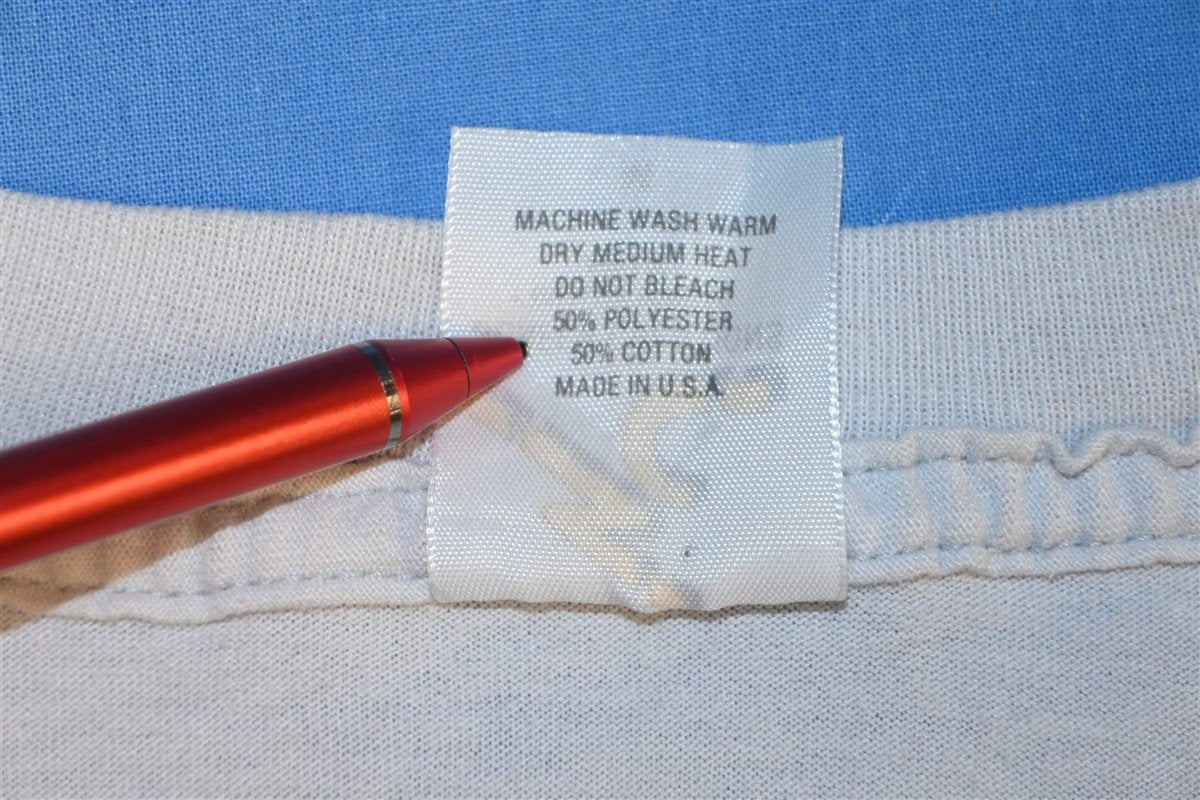 MACHINE WASH WARM
DRY MEDIUM HEAT
DO NOT BLEACH
50% POLYESTER
50% COTTON
MADE IN U.S.A.